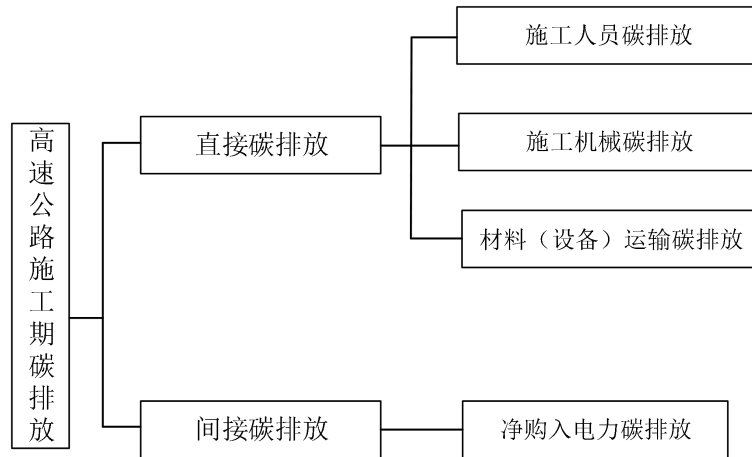 高速公路施工期碳排放
直接碳排放
施工人员碳排放
施工机械碳排放
材料（设备）运输碳排放
间接碳排放
净购入电力碳排放